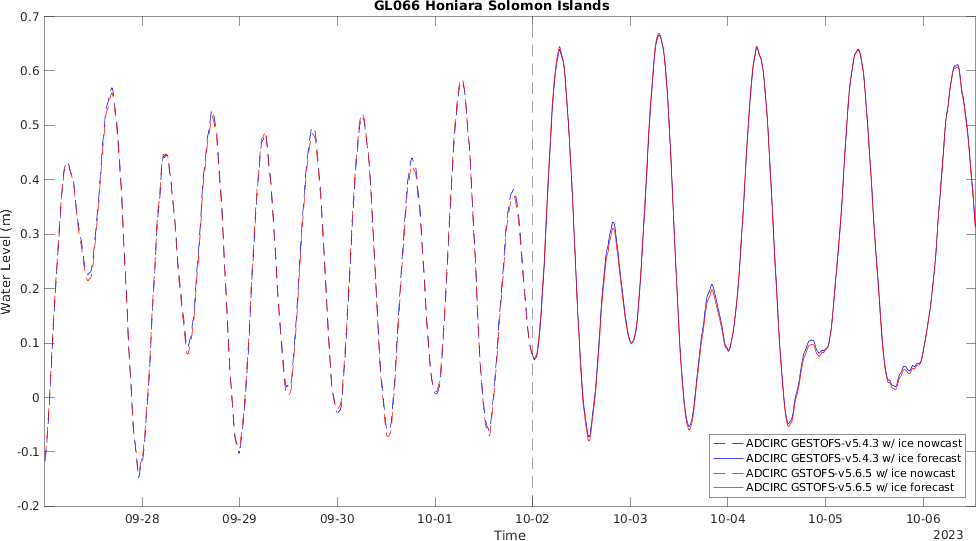 GL066 Honiara Solomon Islands
0.7
0.6
0.5
0.4
0.3
0.2
0.1
0
-0.1
-0.2
Water Level (m)
ADCIRC GESTOFS-v5.4.3 w/ ice nowcast
ADCIRC GESTOFS-v5.4.3 w/ ice forecast
ADCIRC GSTOFS-v5.6.5 w/ ice nowcast
ADCIRC GSTOFS-v5.6.5 w/ ice forecast
09-28 09-29 09-30 10-01 10-02 10-03 10-04 10-05 10-06
Time
2023